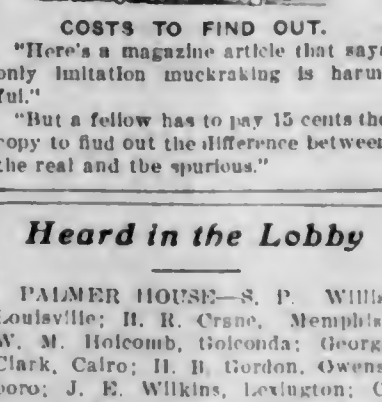 COSTS TO FIND OUT.
"Here's a magazine article that says
only imitation muckraking is harm
ful."
"But a fellow has to pay 15 cents the
copy to find out the difference between
the real and the spurious."
Heard in the Lobby
PALMER HOUSE—S. P. Willia
Louisville; H. R. Crane, Memphis
W. M. Holcomb, Golconda; Georg
Clark, Cairo; H. B. Gordon, Owens
boro; J. E. Wilkins, Lexington; C